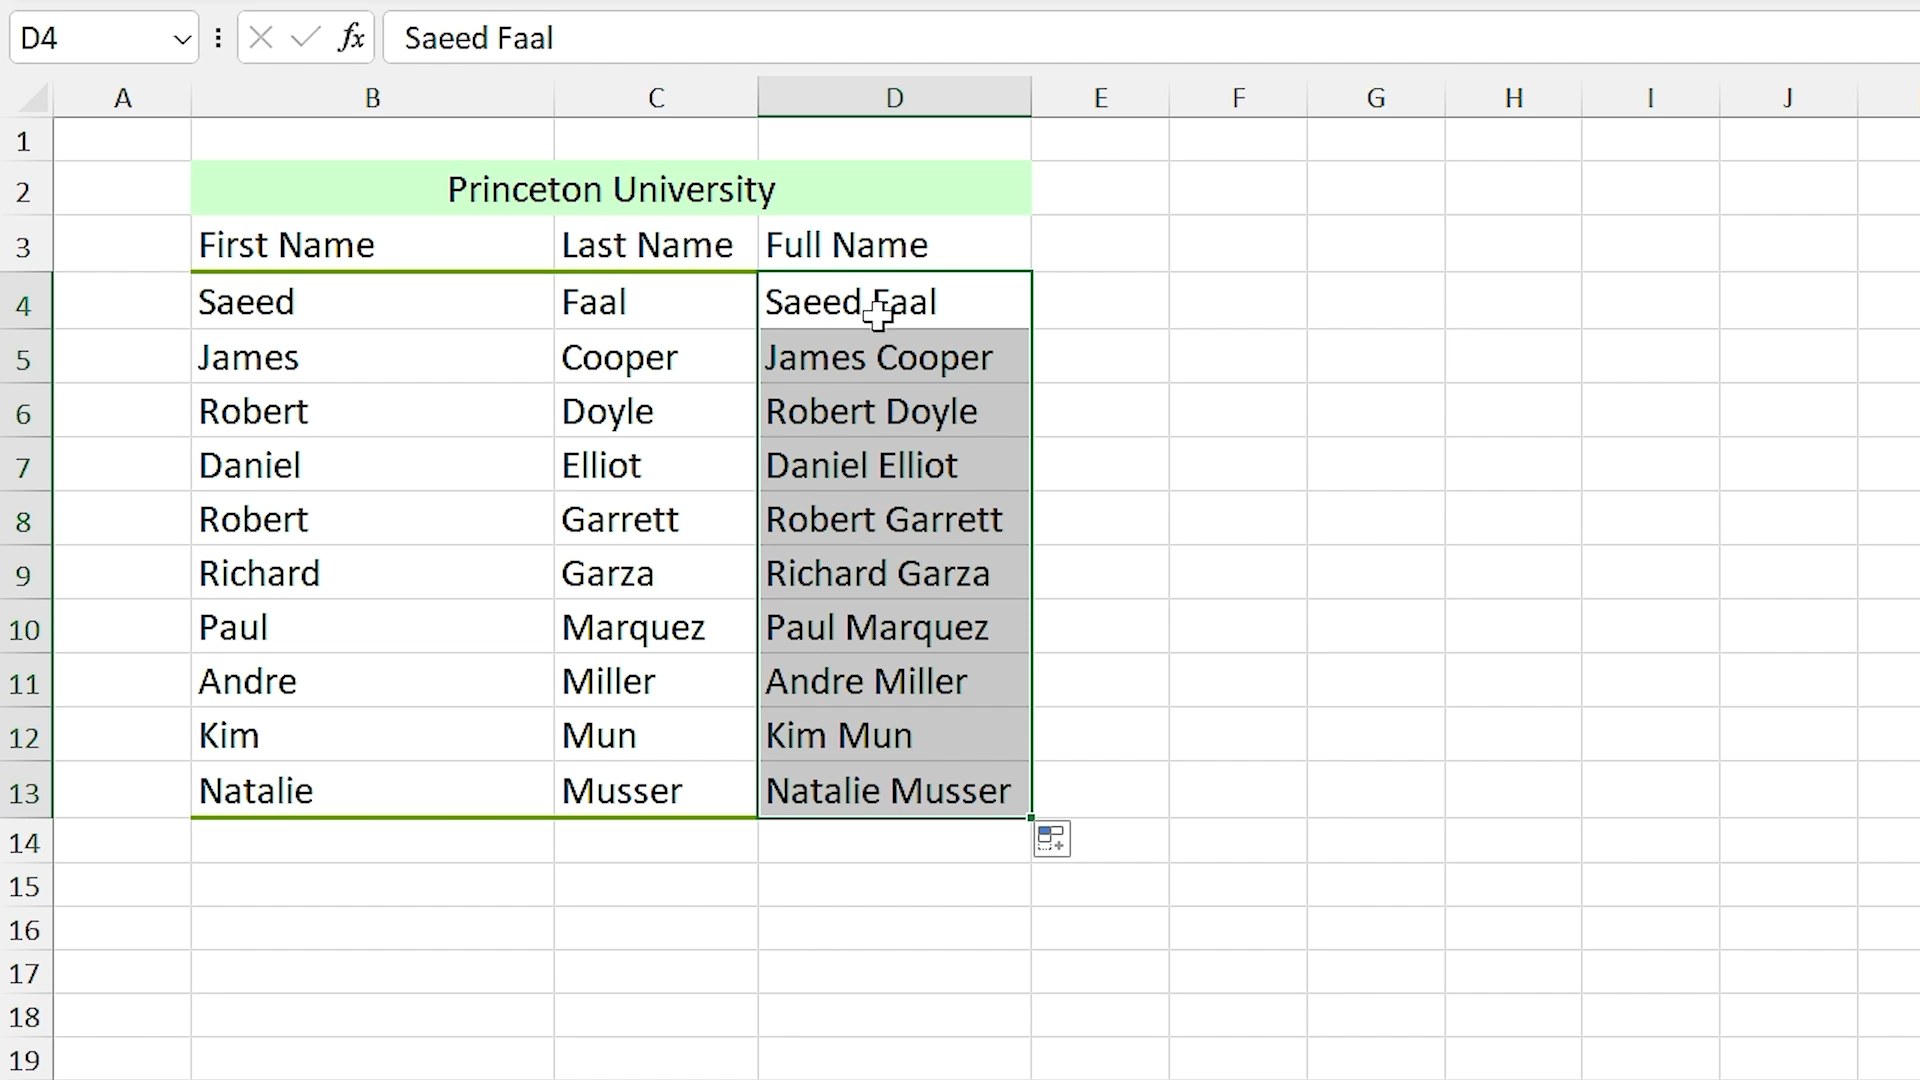 D4 fx Saeed Faal
A B C D E F G H I J
1
2 Princeton University
3 First Name Last Name Full Name
4 Saeed Faal Saeed Faal
5 James Cooper James Cooper
6 Robert Doyle Robert Doyle
7 Daniel Elliot Daniel Elliot
8 Robert Garrett Robert Garrett
9 Richard Garza Richard Garza
10 Paul Marquez Paul Marquez
11 Andre Miller Andre Miller
12 Kim Mun Kim Mun
13 Natalie Musser Natalie Musser
14
15
16
17
18
19